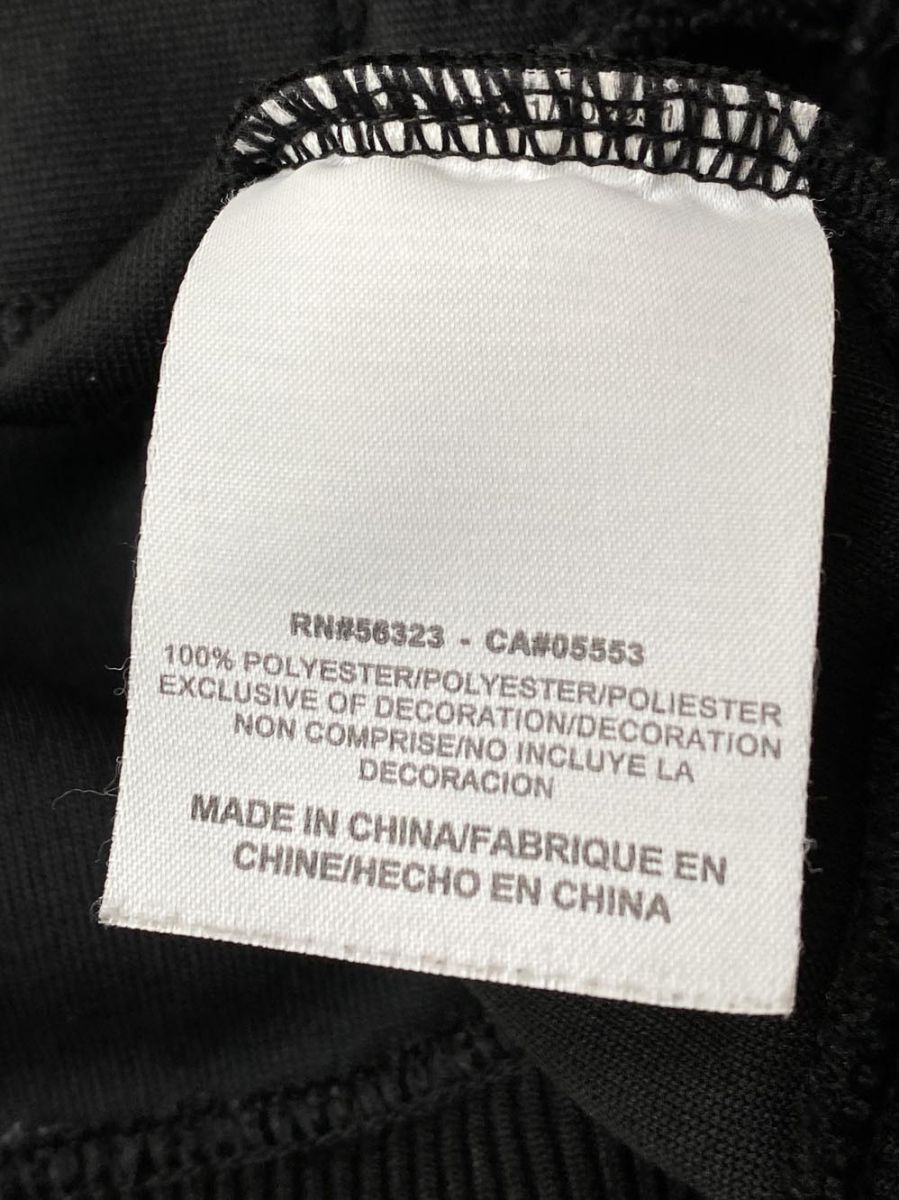 RN#56323 - CA#05553
100% POLYESTER/POLYESTER/POLIESTER
EXCLUSIVE OF DECORATION/DECORATION
NON COMPRISE/NO INCLUYE LA
DECORACION
MADE IN CHINA/FABRIQUE EN
CHINE/HECHO EN CHINA